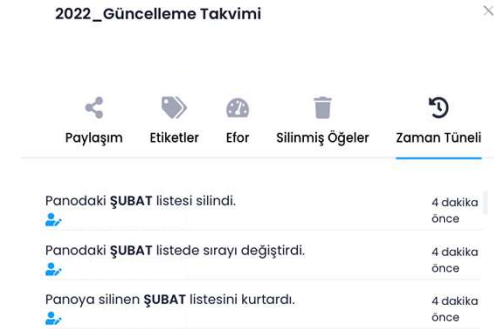 2022_Güncelleme Takvimi
Paylaşım Etiketler Efor Silinmiş Öğeler Zaman Tüneli
Panodaki ŞUBAT listesi silindi. 4 dakika
önce
Panodaki ŞUBAT listede sırayı değiştirdi. 4 dakika
önce
Panoya silinen ŞUBAT listesini kurtardı. 4 dakika
önce